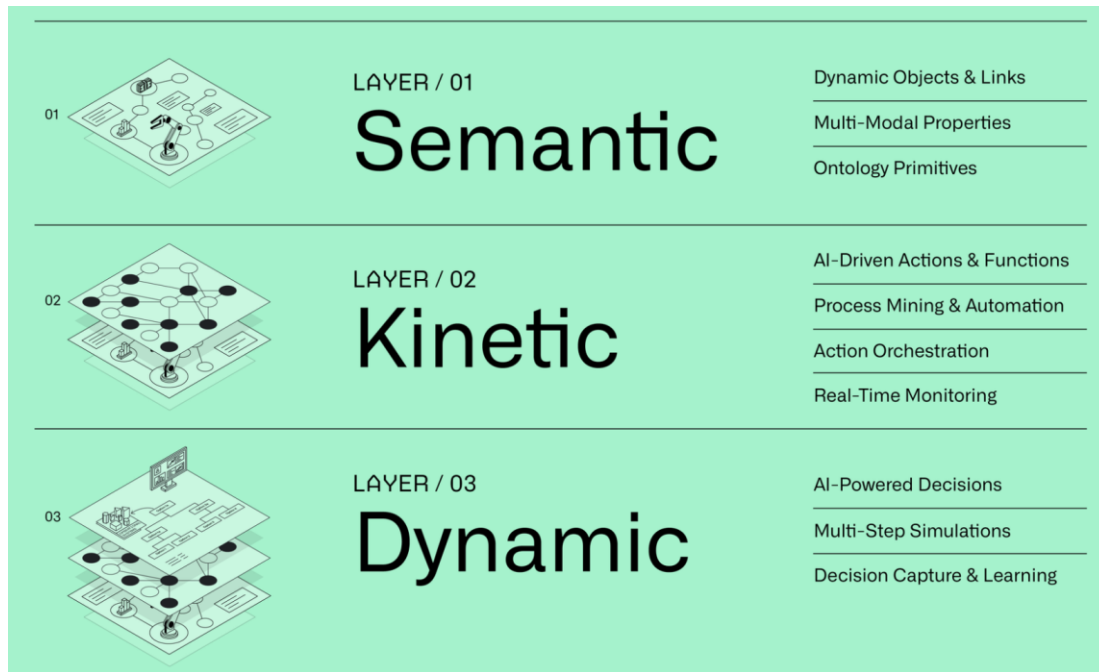 01
LAYER / 01
Semantic
Dynamic Objects & Links
Multi-Modal Properties
Ontology Primitives
02
LAYER / 02
Kinetic
AI-Driven Actions & Functions
Process Mining & Automation
Action Orchestration
Real-Time Monitoring
03
LAYER / 03
Dynamic
AI-Powered Decisions
Multi-Step Simulations
Decision Capture & Learning